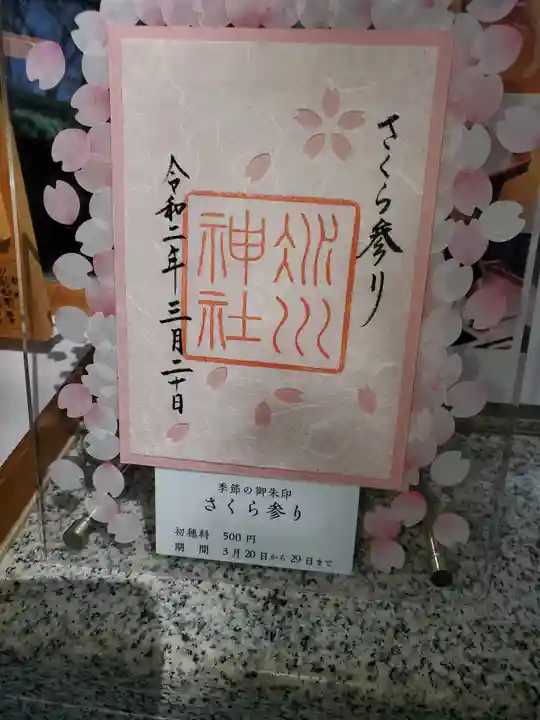 さくら参り
氷川
神社
令和二年三月二十日
季節の御朱印
さくら参り
初穂料 500円
期間 3月20日から29日まで